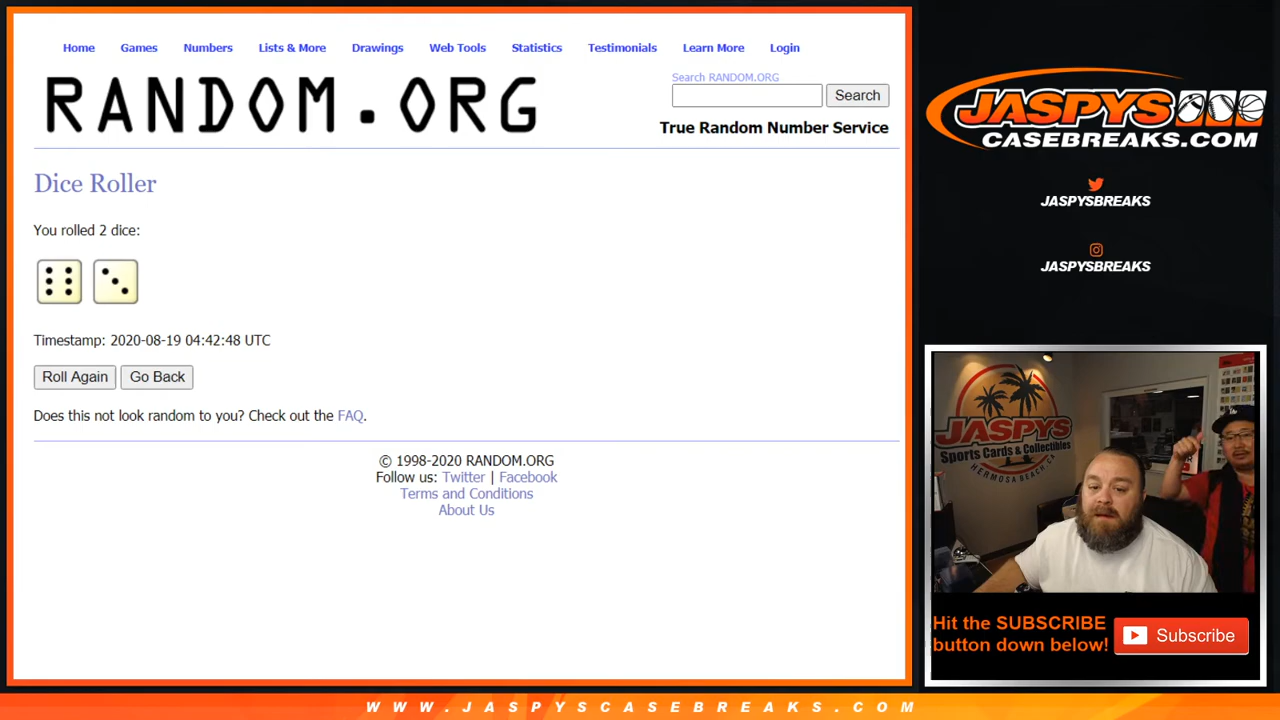 Home Games Numbers Lists & More Drawings Web Tools Statistics Testimonials Learn More Login
RANDOM.ORG
Search RANDOM.ORG
Search
True Random Number Service
Dice Roller
You rolled 2 dice:
Timestamp: 2020-08-19 04:42:48 UTC
Roll Again Go Back
Does this not look random to you? Check out the FAQ.
© 1998-2020 RANDOM.ORG
Follow us: Twitter | Facebook
Terms and Conditions
About Us
JASPYS
CASEBREAKS.COM
JASPYSBREAKS
JASPYSBREAKS
JASPYS
Sports Cards & Collectibles
HERMOSA BEACH, CA
Hit the SUBSCRIBE
button down below!
Subscribe
WWW.JASPYSCASEBREAKS.COM